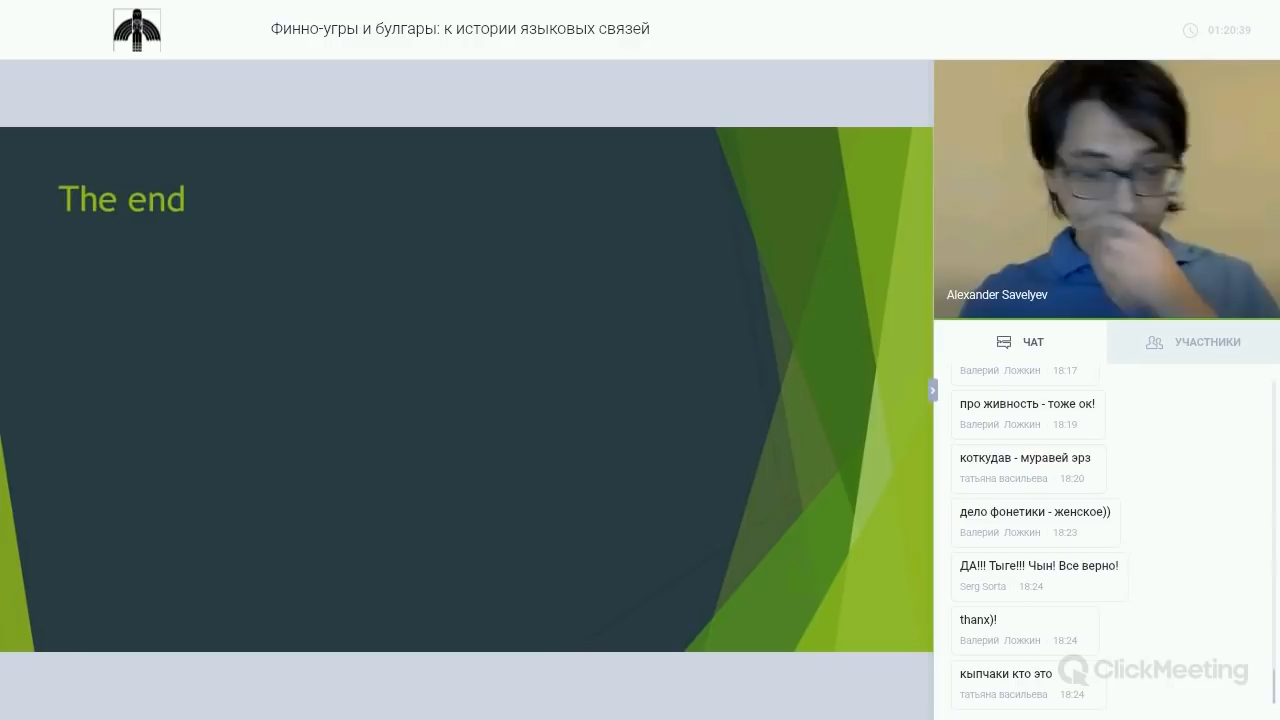 Финно-угры и булгары: к истории языковых связей
01:20:39
The end
Alexander Savelyev
ЧАТ
УЧАСТНИКИ
Валерий Ложкин 18:17
про живность - тоже ок!
Валерий Ложкин 18:19
коткудав - муравей эрз
татьяна васильева 18:20
дело фонетики - женское))
Валерий Ложкин 18:23
ДА!!! Тыге!!! Чын! Все верно!
Serg Sorta 18:24
thanx)!
Валерий Ложкин 18:24
кыпчаки кто это
татьяна васильева 18:24
ClickMeeting